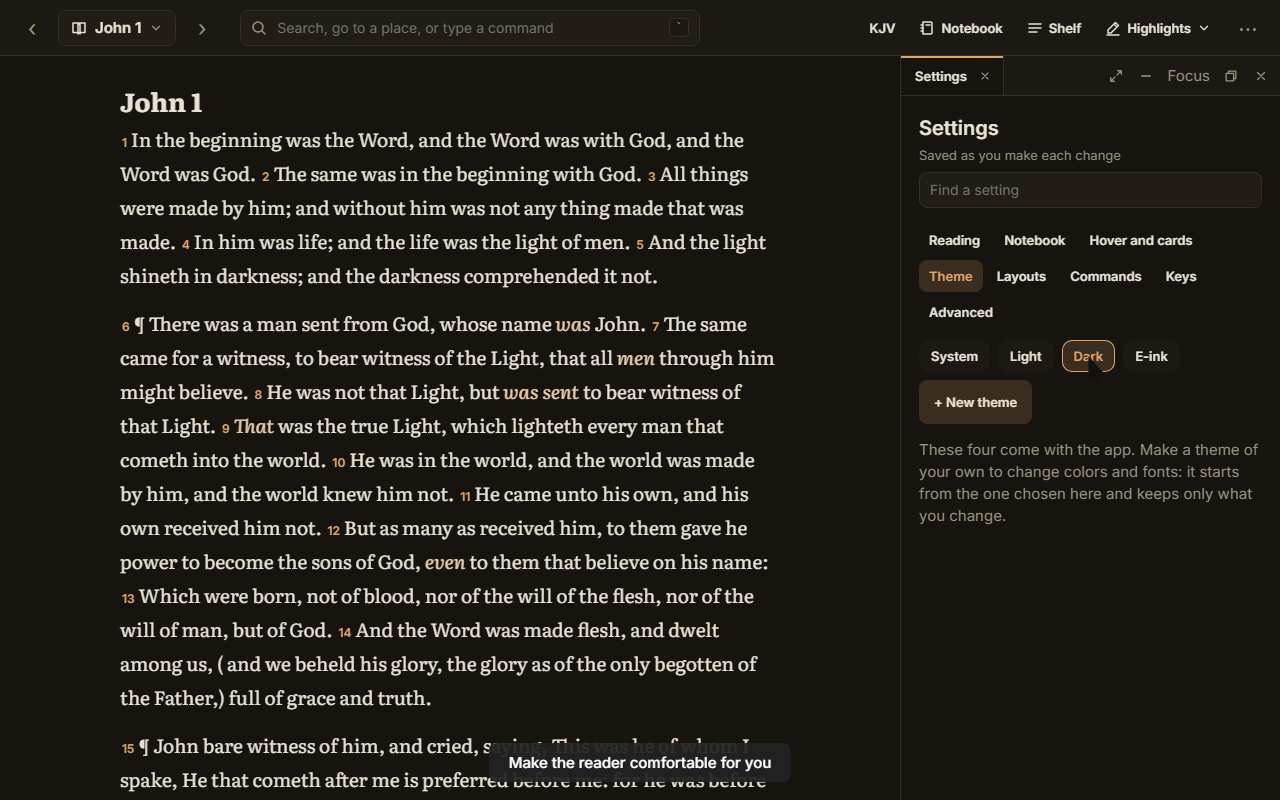 John 1
Search, go to a place, or type a command
`
KJV
Notebook
Shelf
Highlights
John 1
1 In the beginning was the Word, and the Word was with God, and the
Word was God. 2 The same was in the beginning with God. 3 All things
were made by him; and without him was not any thing made that was
made. 4 In him was life; and the life was the light of men. 5 And the light
shineth in darkness; and the darkness comprehended it not.
6 ¶ There was a man sent from God, whose name was John. 7 The same
came for a witness, to bear witness of the Light, that all men through him
might believe. 8 He was not that Light, but was sent to bear witness of
that Light. 9 That was the true Light, which lighteth every man that
cometh into the world. 10 He was in the world, and the world was made
by him, and the world knew him not. 11 He came unto his own, and his
own received him not. 12 But as many as received him, to them gave he
power to become the sons of God, even to them that believe on his name:
13 Which were born, not of blood, nor of the will of the flesh, nor of the
will of man, but of God. 14 And the Word was made flesh, and dwelt
among us, ( and we beheld his glory, the glory as of the only begotten of
the Father,) full of grace and truth.
15 ¶ John bare witness of him, and cried, saying, This was he of whom I
spake, He that cometh after me is preferred before me: for he was before
Make the reader comfortable for you
Settings
Focus
Settings
Saved as you make each change
Find a setting
Reading Notebook Hover and cards
Theme Layouts Commands Keys
Advanced
System Light Dark E-ink
+ New theme
These four come with the app. Make a theme of
your own to change colors and fonts: it starts
from the one chosen here and keeps only what
you change.